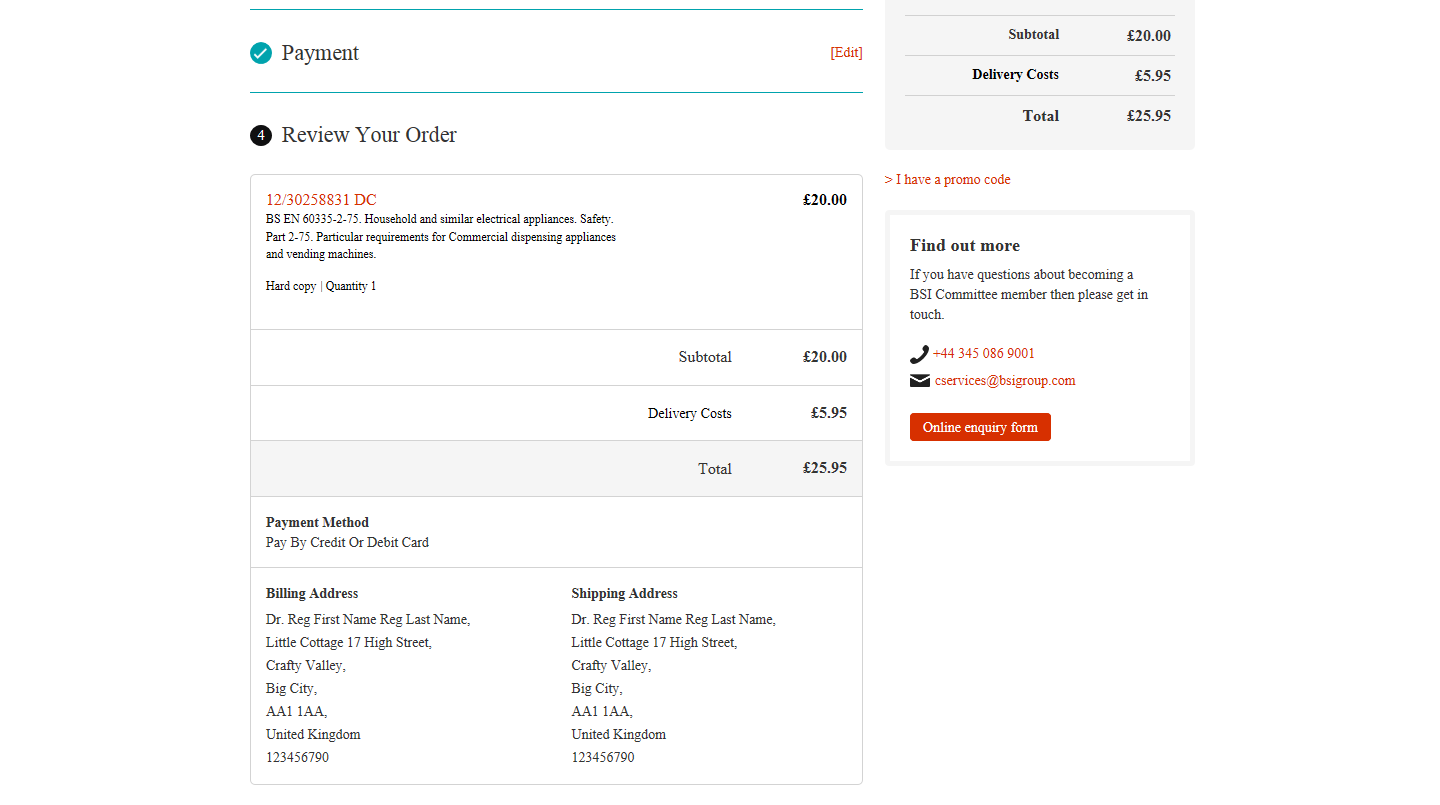 Payment
[Edit]
4 Review Your Order
12/30258831 DC
£20.00
BS EN 60335-2-75. Household and similar electrical appliances. Safety.
Part 2-75. Particular requirements for Commercial dispensing appliances
and vending machines.
Hard copy | Quantity 1
Subtotal £20.00
Delivery Costs £5.95
Total £25.95
Payment Method
Pay By Credit Or Debit Card
Billing Address
Dr. Reg First Name Reg Last Name,
Little Cottage 17 High Street,
Crafty Valley,
Big City,
AA1 1AA,
United Kingdom
123456790
Shipping Address
Dr. Reg First Name Reg Last Name,
Little Cottage 17 High Street,
Crafty Valley,
Big City,
AA1 1AA,
United Kingdom
123456790
Subtotal £20.00
Delivery Costs £5.95
Total £25.95
> I have a promo code
Find out more
If you have questions about becoming a
BSI Committee member then please get in
touch.
+44 345 086 9001
cservices@bsigroup.com
Online enquiry form